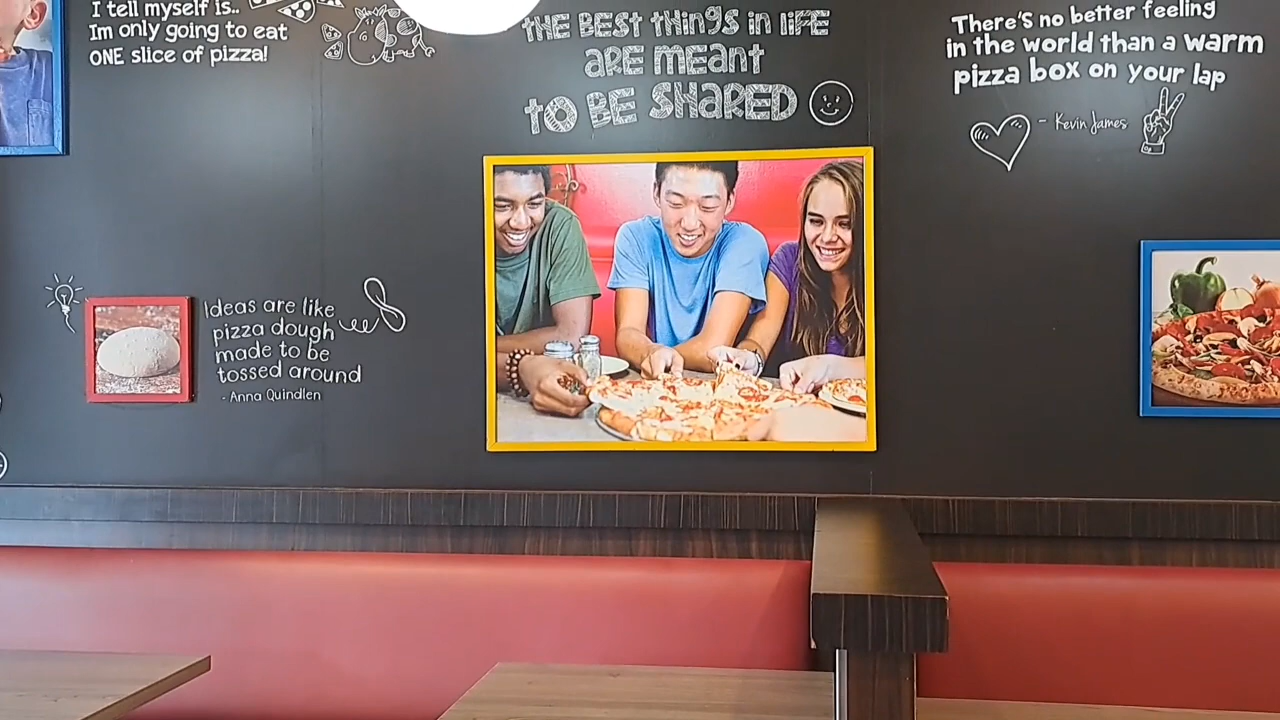 I tell myself is..
Im only going to eat
ONE slice of pizza!
THE BEST things in LIFE
ARE meant
to BE SHARED
There's no better feeling
in the world than a warm
pizza box on your lap
- Kevin James
Ideas are like
pizza dough
made to be
tossed around
- Anna Quindlen